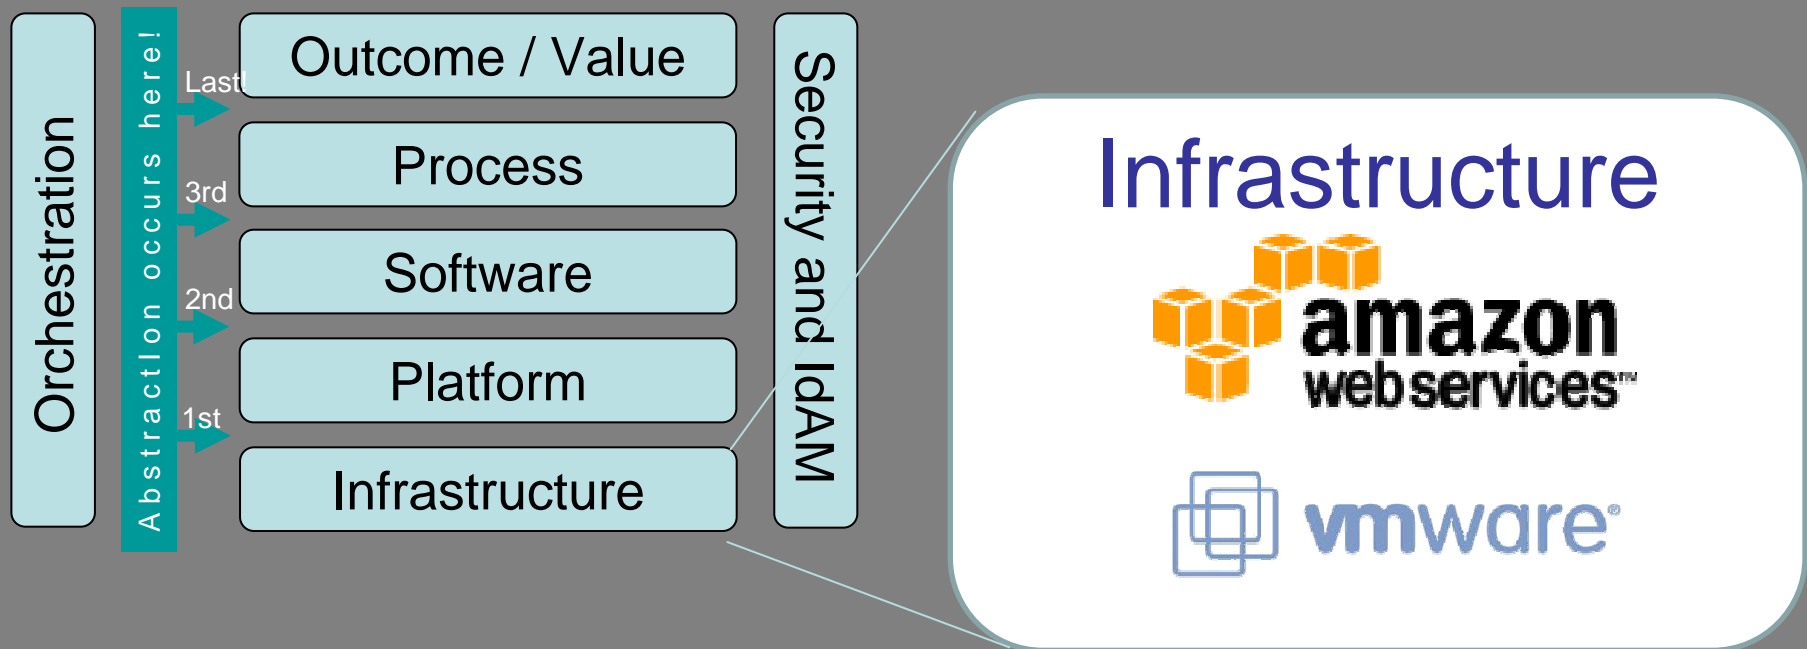 Orchestration
Abstraction occurs here!
Last!
3rd
2nd
1st
Outcome / Value
Process
Software
Platform
Infrastructure
Security and IdAM
Infrastructure
amazon
webservices™
vmware®